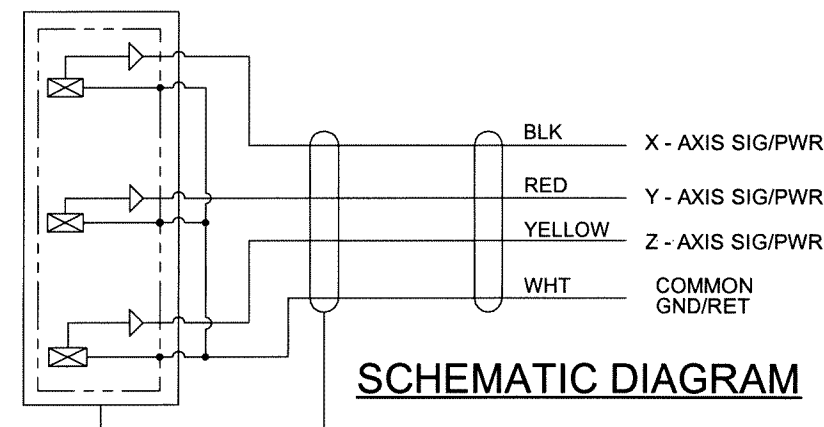 BLK X - AXIS SIG/PWR
RED Y - AXIS SIG/PWR
YELLOW Z - AXIS SIG/PWR
WHT COMMON
GND/RET
SCHEMATIC DIAGRAM